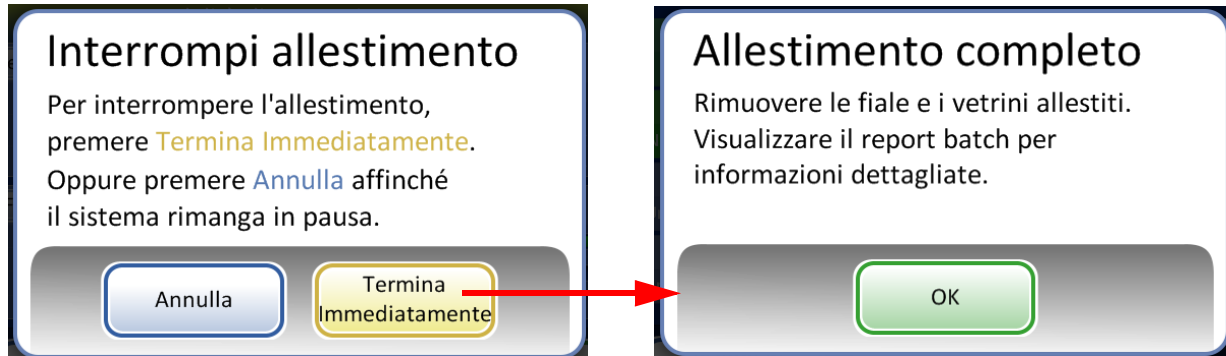 Interrompi allestimento
Per interrompere l'allestimento,
premere Termina Immediatamente.
Oppure premere Annulla affinché
il sistema rimanga in pausa.
Annulla
Termina
Immediatamente
Allestimento completo
Rimuovere le fiale e i vetrini allestiti.
Visualizzare il report batch per
informazioni dettagliate.
OK